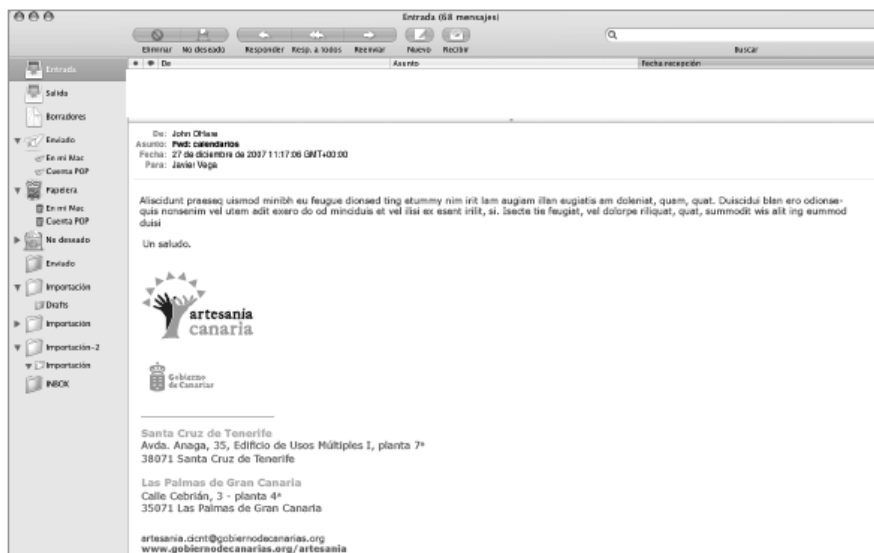 Entrada (68 mensajes)
Eliminar No deseado Responder Resp. a todos Reenviar Nuevo Recibir Buscar
De Asunto Fecha recepción
Entrada
Salida
Borradores
Enviado
En mi Mac
Cuenta POP
Papelera
En mi Mac
Cuenta POP
No deseado
Enviado
Importación
Drafts
Importación
Importación-2
Importación
INBOX
De: John OHare
Asunto: Fwd: calendarios
Fecha: 27 de diciembre de 2007 11:17:06 GMT+00:00
Para: Javier Vega
Aliscidunt praeseq uismod minibh eu feugue dionsed ting etummy nim irit lam augiam illan eugiatis am doleniat, quam, quat. Duiscidui blan ero odionse-
quis nonsenim vel utem adit exero do od minciduis et vel ilisi ex esent irilit, si. Isecte tie feugiat, vel dolorpe riliquat, quat, summodit wis alit ing eummod
duisi
Un saludo.
artesanía
canaria
Gobierno
de Canarias
Santa Cruz de Tenerife
Avda. Anaga, 35, Edificio de Usos Múltiples I, planta 7ª
38071 Santa Cruz de Tenerife
Las Palmas de Gran Canaria
Calle Cebrián, 3 - planta 4ª
35071 Las Palmas de Gran Canaria
artesania.cicnt@gobiernodecanarias.org
www.gobiernodecanarias.org/artesania